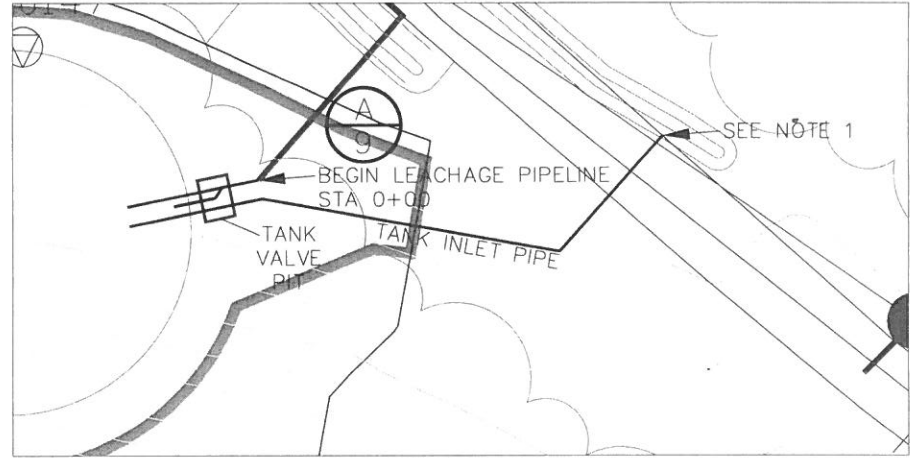 A
9
SEE NOTE 1
BEGIN LEACHAGE PIPELINE
STA 0+00
TANK INLET PIPE
TANK
VALVE
PIT